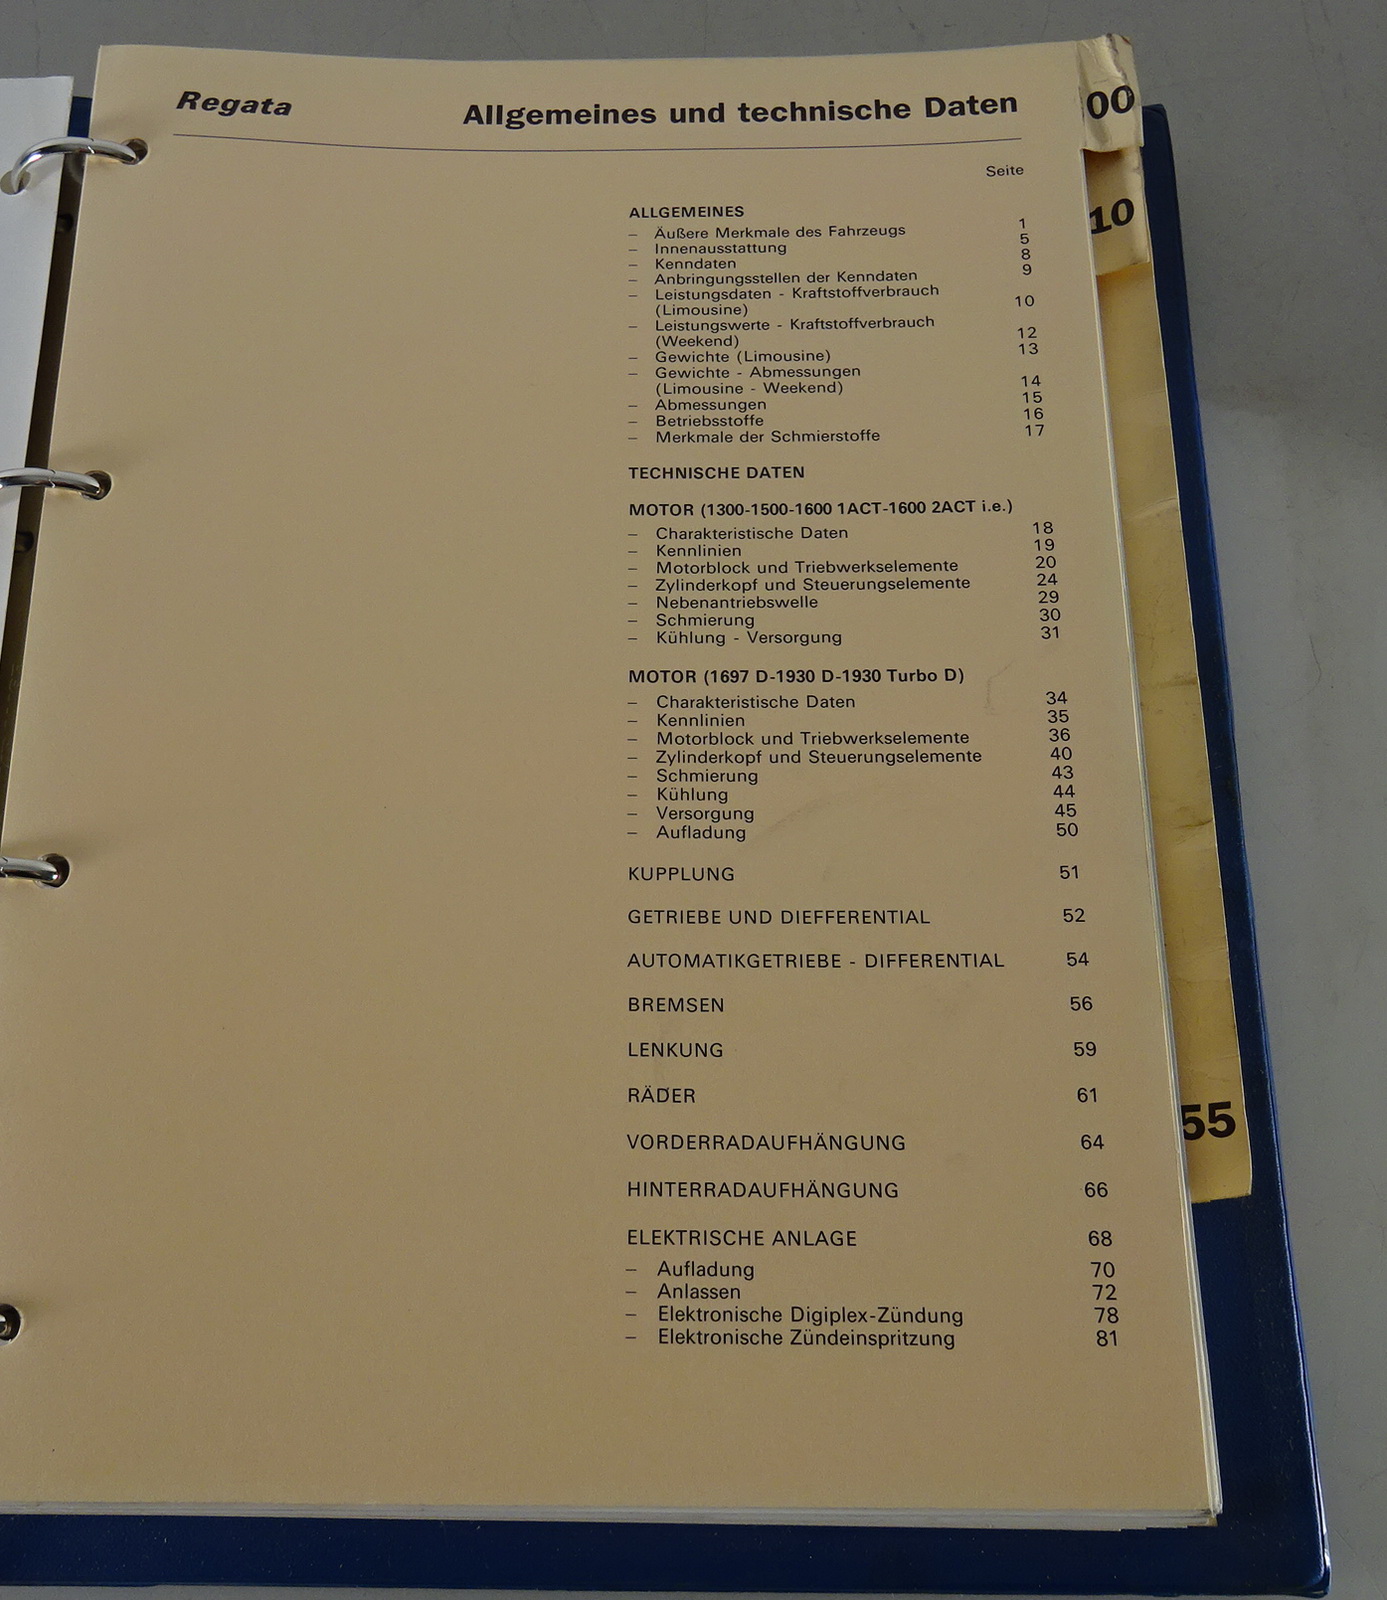 Regata Allgemeines und technische Daten 00
10
Seite
ALLGEMEINES
– Äußere Merkmale des Fahrzeugs 1
– Innenausstattung 5
– Kenndaten 8
– Anbringungsstellen der Kenndaten 9
– Leistungsdaten - Kraftstoffverbrauch
(Limousine) 10
– Leistungswerte - Kraftstoffverbrauch
(Weekend) 12
– Gewichte (Limousine) 13
– Gewichte - Abmessungen
(Limousine - Weekend) 14
– Abmessungen 15
– Betriebsstoffe 16
– Merkmale der Schmierstoffe 17
TECHNISCHE DATEN
MOTOR (1300-1500-1600 1ACT-1600 2ACT i.e.)
– Charakteristische Daten 18
– Kennlinien 19
– Motorblock und Triebwerkselemente 20
– Zylinderkopf und Steuerungselemente 24
– Nebenantriebswelle 29
– Schmierung 30
– Kühlung - Versorgung 31
MOTOR (1697 D-1930 D-1930 Turbo D)
– Charakteristische Daten 34
– Kennlinien 35
– Motorblock und Triebwerkselemente 36
– Zylinderkopf und Steuerungselemente 40
– Schmierung 43
– Kühlung 44
– Versorgung 45
– Aufladung 50
KUPPLUNG 51
GETRIEBE UND DIEFFERENTIAL 52
AUTOMATIKGETRIEBE - DIFFERENTIAL 54
BREMSEN 56
LENKUNG 59
RÄDER 61
55
VORDERRADAUFHÄNGUNG 64
HINTERRADAUFHÄNGUNG 66
ELEKTRISCHE ANLAGE 68
– Aufladung 70
– Anlassen 72
– Elektronische Digiplex-Zündung 78
– Elektronische Zündeinspritzung 81